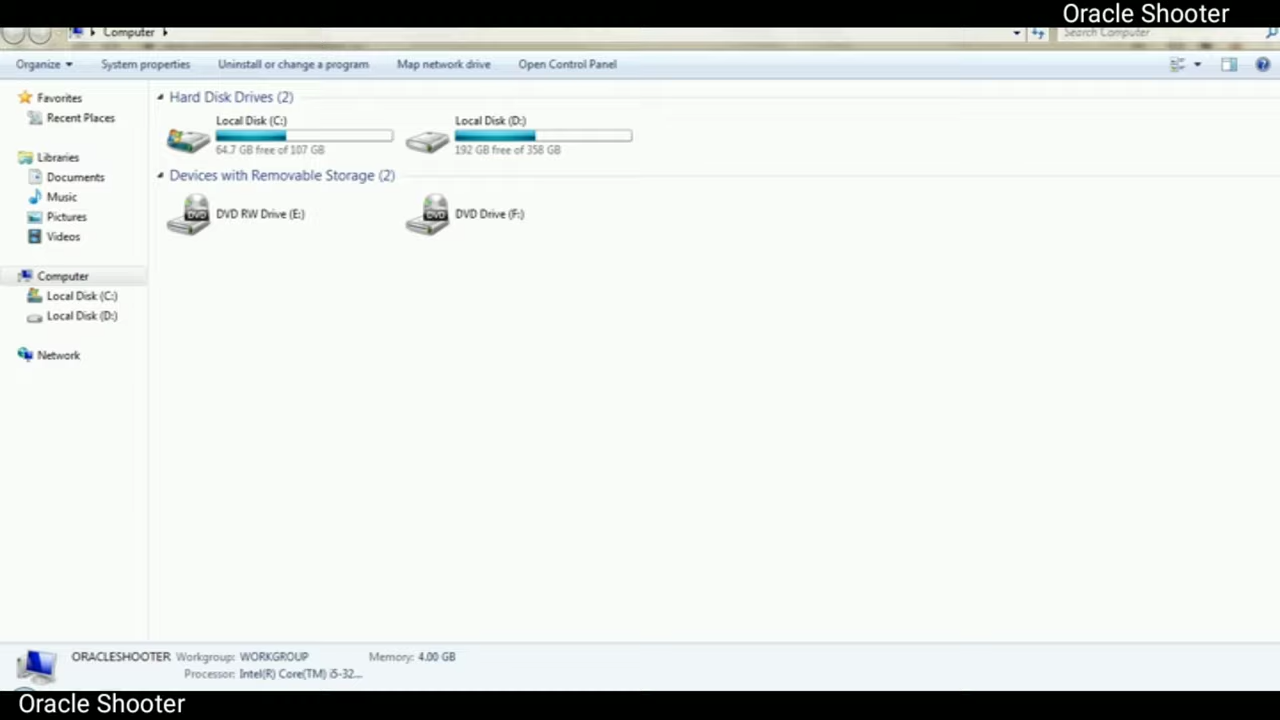 Oracle Shooter
Computer
Search Computer
Organize
System properties
Uninstall or change a program
Map network drive
Open Control Panel
Favorites
Recent Places
Libraries
Documents
Music
Pictures
Videos
Computer
Local Disk (C:)
Local Disk (D:)
Network
Hard Disk Drives (2)
Local Disk (C:)
64.7 GB free of 107 GB
Local Disk (D:)
192 GB free of 358 GB
Devices with Removable Storage (2)
DVD RW Drive (E:)
DVD Drive (F:)
ORACLESHOOTER Workgroup: WORKGROUP Memory: 4.00 GB
Processor: Intel(R) Core(TM) i5-32...
Oracle Shooter